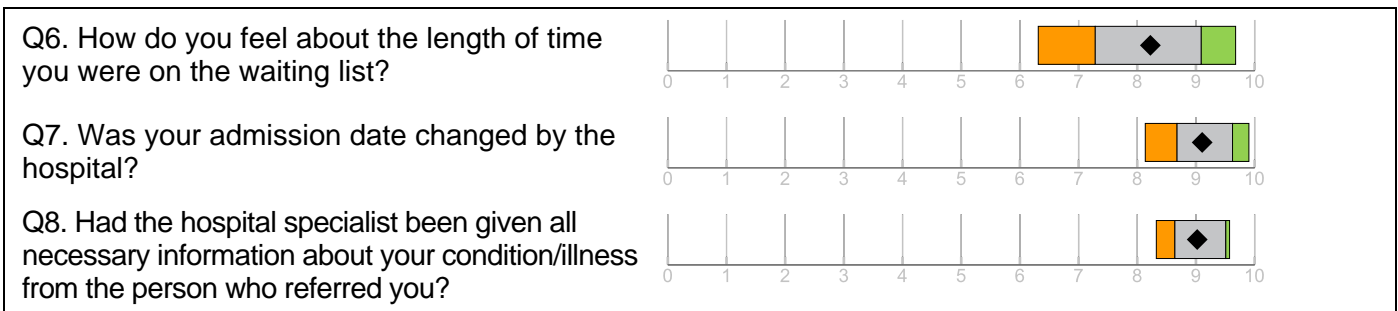 Q6. How do you feel about the length of time
you were on the waiting list?
0 1 2 3 4 5 6 7 8 9 10
Q7. Was your admission date changed by the
hospital?
0 1 2 3 4 5 6 7 8 9 10
Q8. Had the hospital specialist been given all
necessary information about your condition/illness
from the person who referred you?
0 1 2 3 4 5 6 7 8 9 10